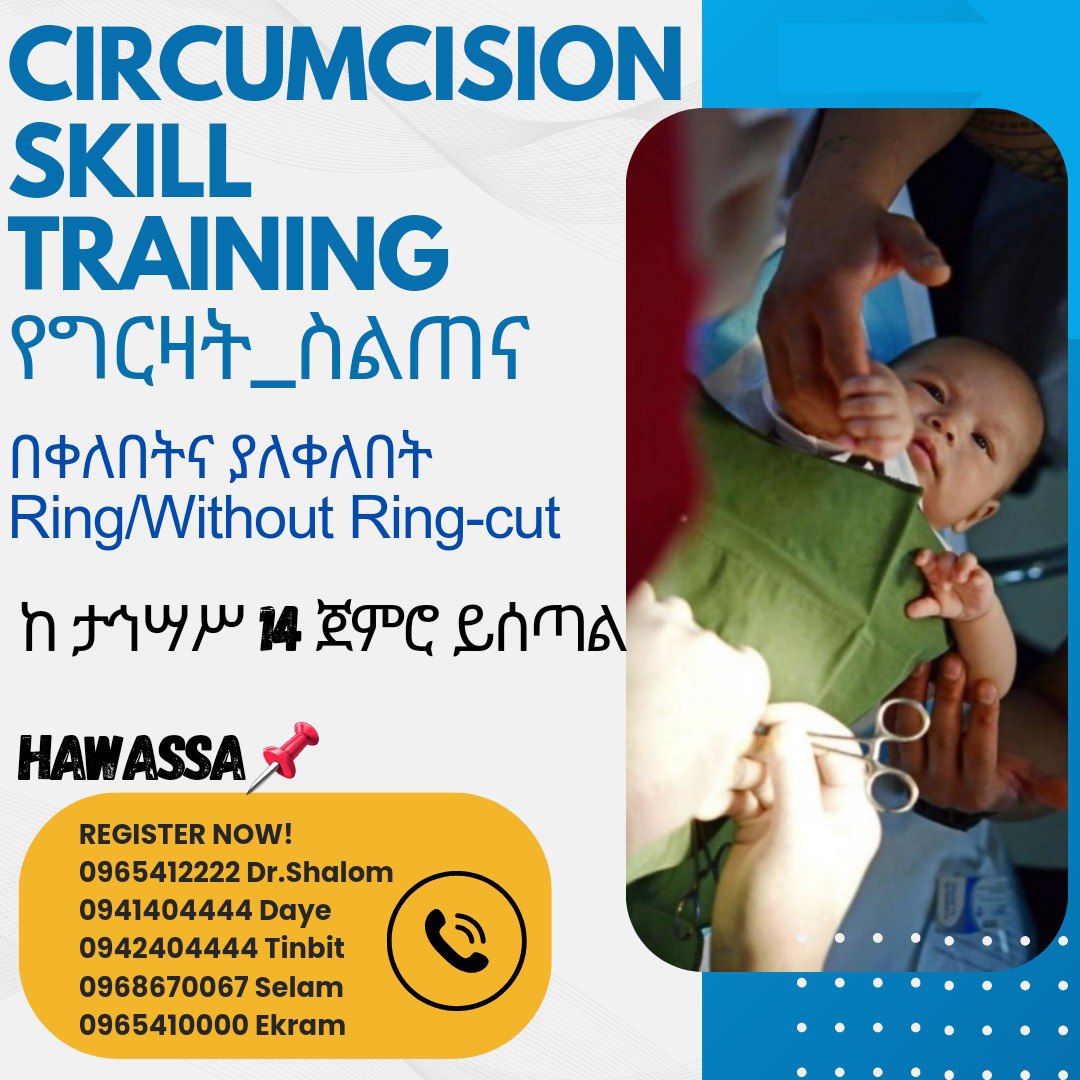 CIRCUMCISION
SKILL
TRAINING
የግርዛት_ስልጠና
በቀለበትና ያለቀለበት
Ring/Without Ring-cut
ከ ታኅሣሥ 14 ጀምሮ ይሰጣል
HAWASSA
REGISTER NOW!
0965412222 Dr.Shalom
0941404444 Daye
0942404444 Tinbit
0968670067 Selam
0965410000 Ekram